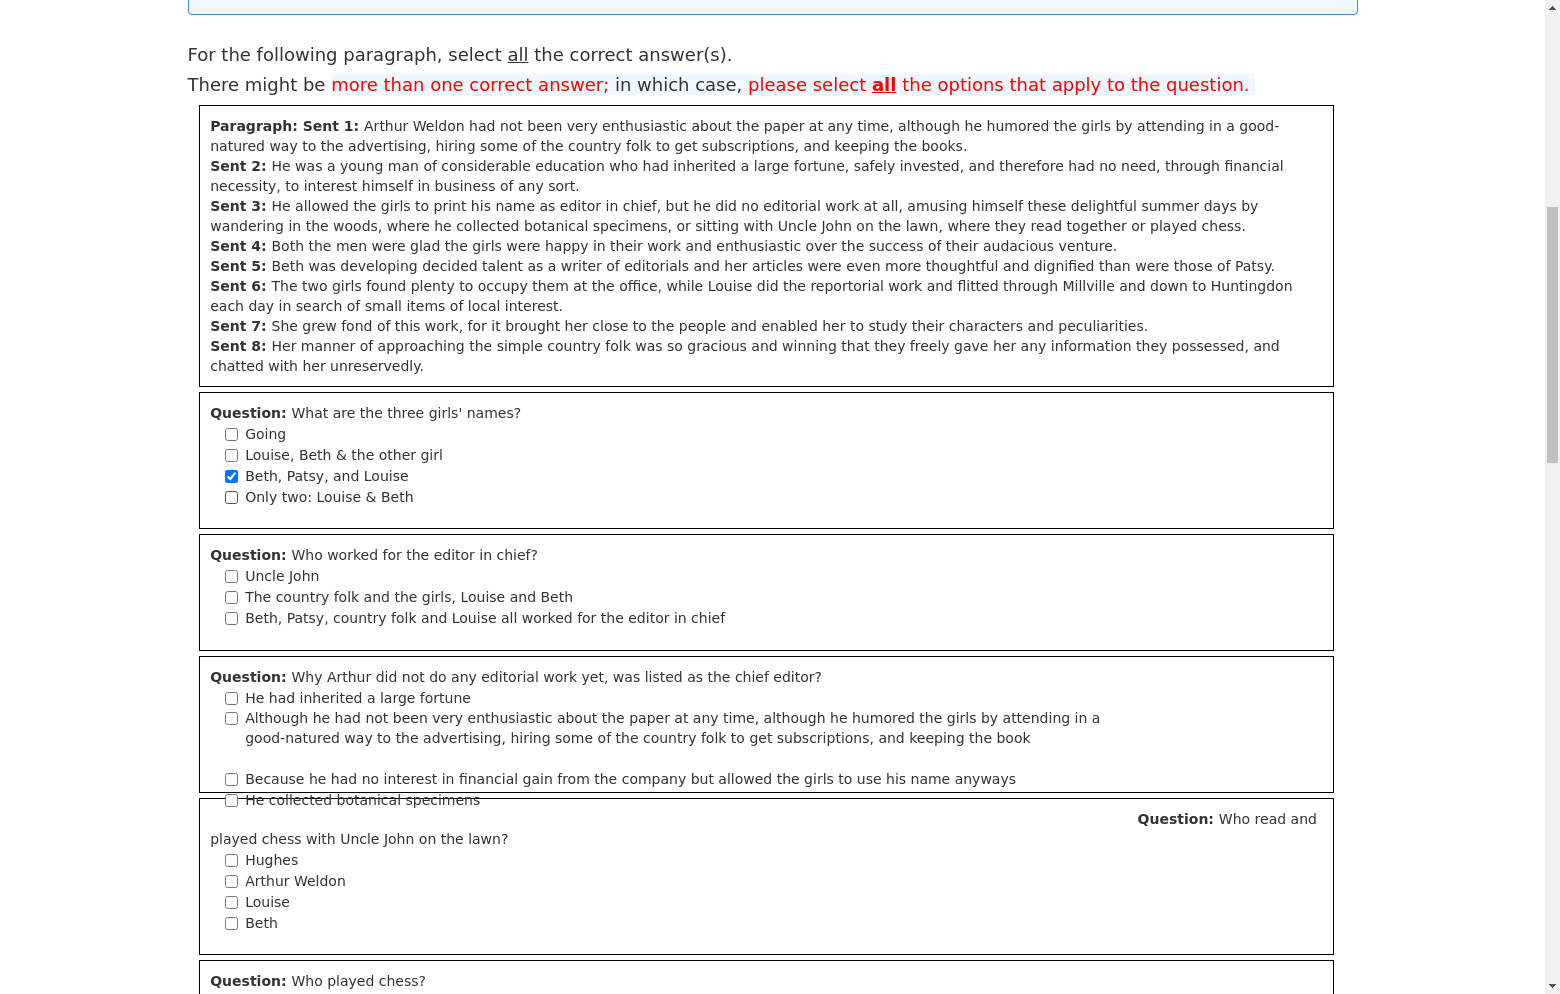 For the following paragraph, select all the correct answer(s).
There might be more than one correct answer; in which case, please select all the options that apply to the question.
Paragraph: Sent 1: Arthur Weldon had not been very enthusiastic about the paper at any time, although he humored the girls by attending in a good-
natured way to the advertising, hiring some of the country folk to get subscriptions, and keeping the books.
Sent 2: He was a young man of considerable education who had inherited a large fortune, safely invested, and therefore had no need, through financial
necessity, to interest himself in business of any sort.
Sent 3: He allowed the girls to print his name as editor in chief, but he did no editorial work at all, amusing himself these delightful summer days by
wandering in the woods, where he collected botanical specimens, or sitting with Uncle John on the lawn, where they read together or played chess.
Sent 4: Both the men were glad the girls were happy in their work and enthusiastic over the success of their audacious venture.
Sent 5: Beth was developing decided talent as a writer of editorials and her articles were even more thoughtful and dignified than were those of Patsy.
Sent 6: The two girls found plenty to occupy them at the office, while Louise did the reportorial work and flitted through Millville and down to Huntingdon
each day in search of small items of local interest.
Sent 7: She grew fond of this work, for it brought her close to the people and enabled her to study their characters and peculiarities.
Sent 8: Her manner of approaching the simple country folk was so gracious and winning that they freely gave her any information they possessed, and
chatted with her unreservedly.
Question: What are the three girls' names?
Going
Louise, Beth & the other girl
Beth, Patsy, and Louise
Only two: Louise & Beth
Question: Who worked for the editor in chief?
Uncle John
The country folk and the girls, Louise and Beth
Beth, Patsy, country folk and Louise all worked for the editor in chief
Question: Why Arthur did not do any editorial work yet, was listed as the chief editor?
He had inherited a large fortune
Although he had not been very enthusiastic about the paper at any time, although he humored the girls by attending in a
good-natured way to the advertising, hiring some of the country folk to get subscriptions, and keeping the book
Because he had no interest in financial gain from the company but allowed the girls to use his name anyways
He collected botanical specimens
Question: Who read and
played chess with Uncle John on the lawn?
Hughes
Arthur Weldon
Louise
Beth
Question: Who played chess?